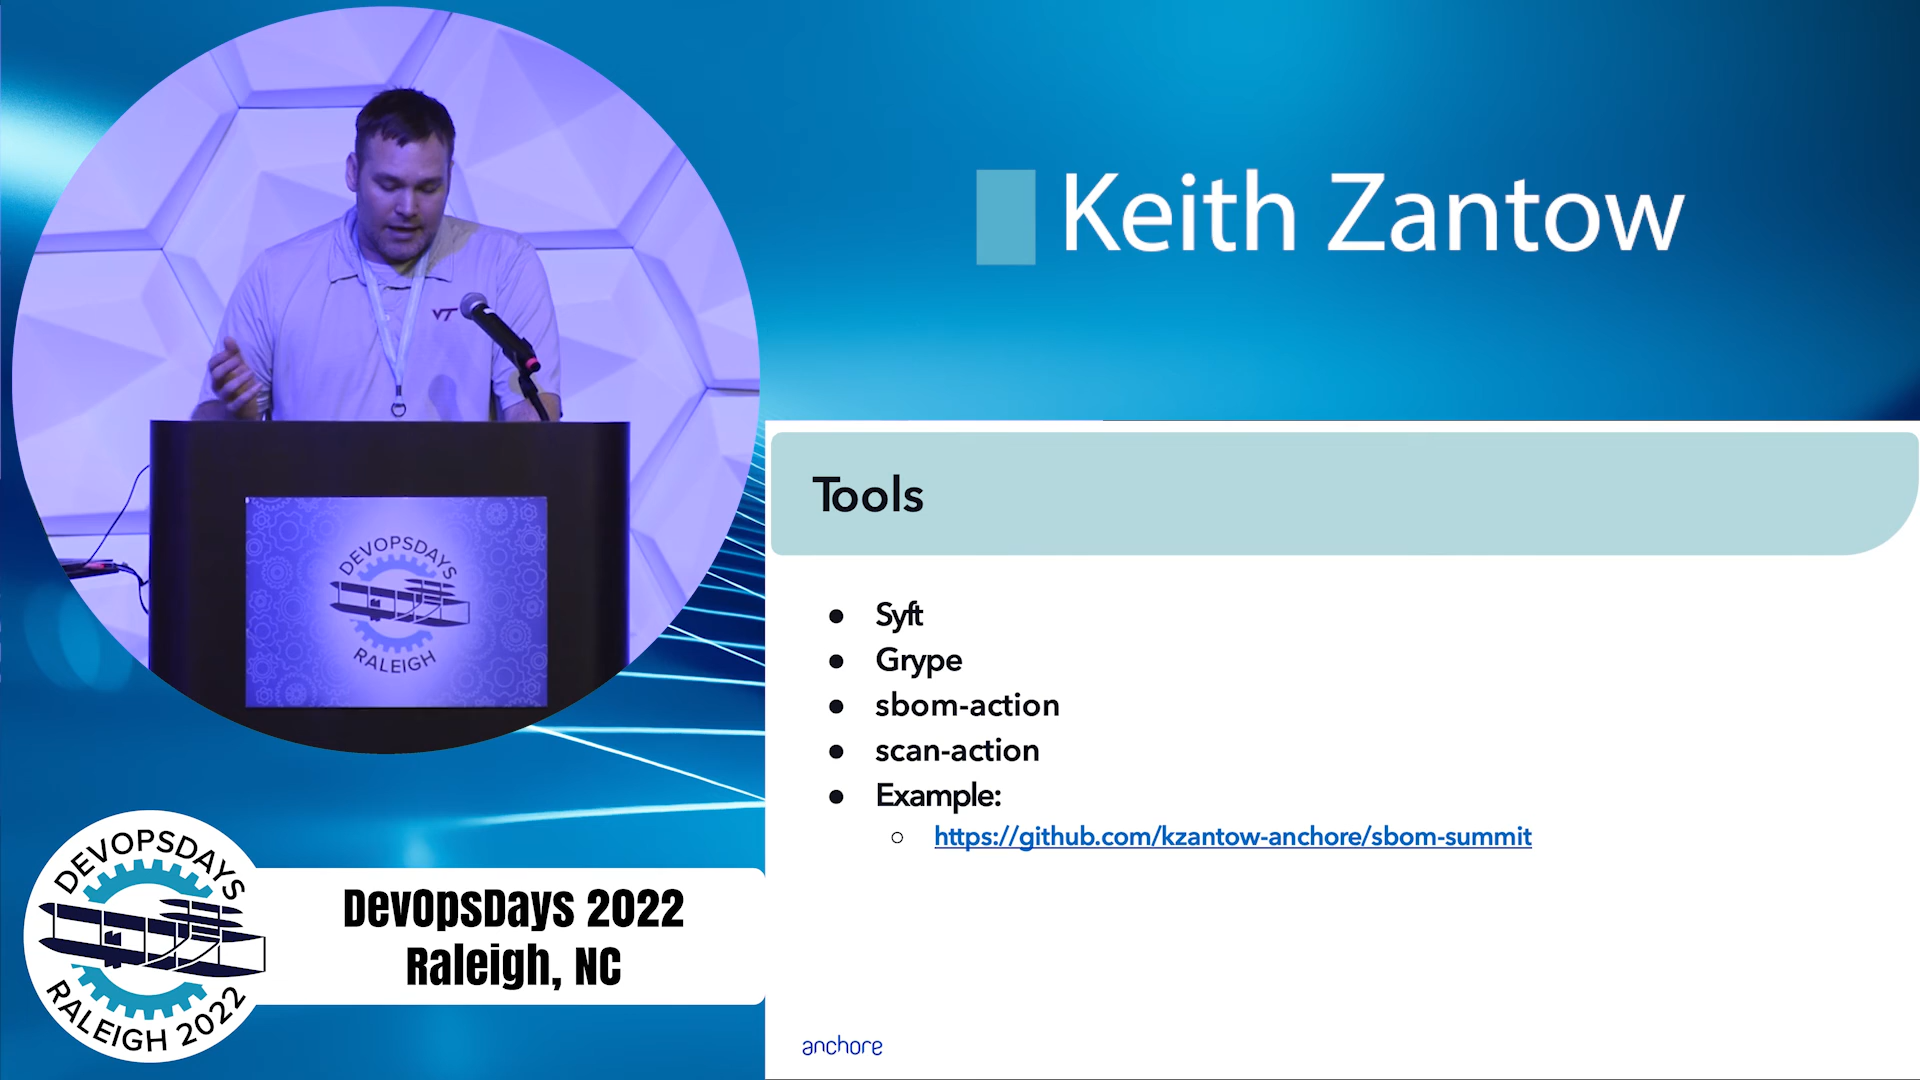 Keith Zantow
VT
DEVOPSDAYS
RALEIGH
Tools
Syft
Grype
sbom-action
scan-action
Example:
https://github.com/kzantow-anchore/sbom-summit
anchore
DEVOPSDAYS
RALEIGH 2022
DevOpsDays 2022
Raleigh, NC